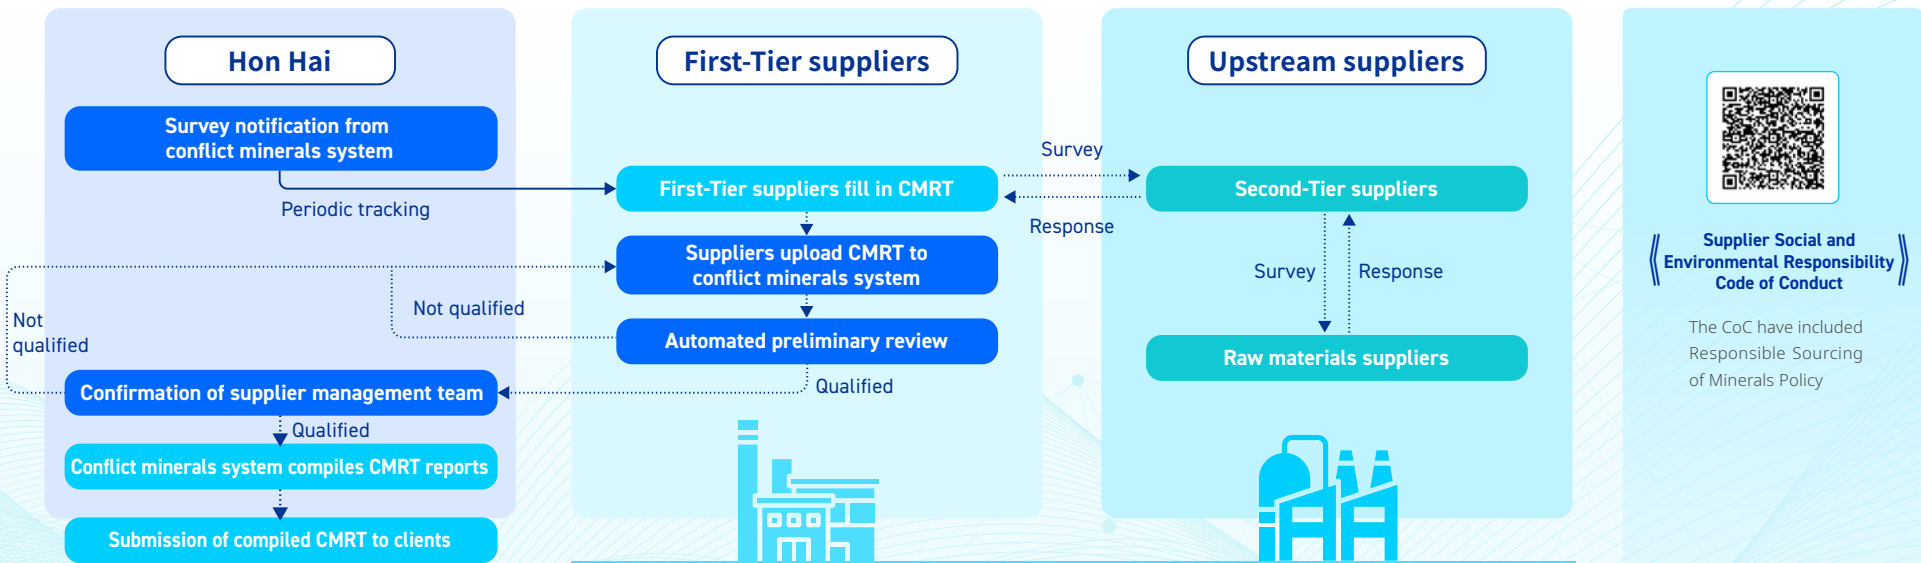 Hon Hai
Survey notification from
conflict minerals system
Periodic tracking
Not qualified
Not
qualified
Confirmation of supplier management team
Qualified
Conflict minerals system compiles CMRT reports
Submission of compiled CMRT to clients
First-Tier suppliers
First-Tier suppliers fill in CMRT
Suppliers upload CMRT to
conflict minerals system
Automated preliminary review
Qualified
Survey
Response
Upstream suppliers
Second-Tier suppliers
Survey
Response
Raw materials suppliers
《Supplier Social and
Environmental Responsibility
Code of Conduct》
The CoC have included
Responsible Sourcing
of Minerals Policy